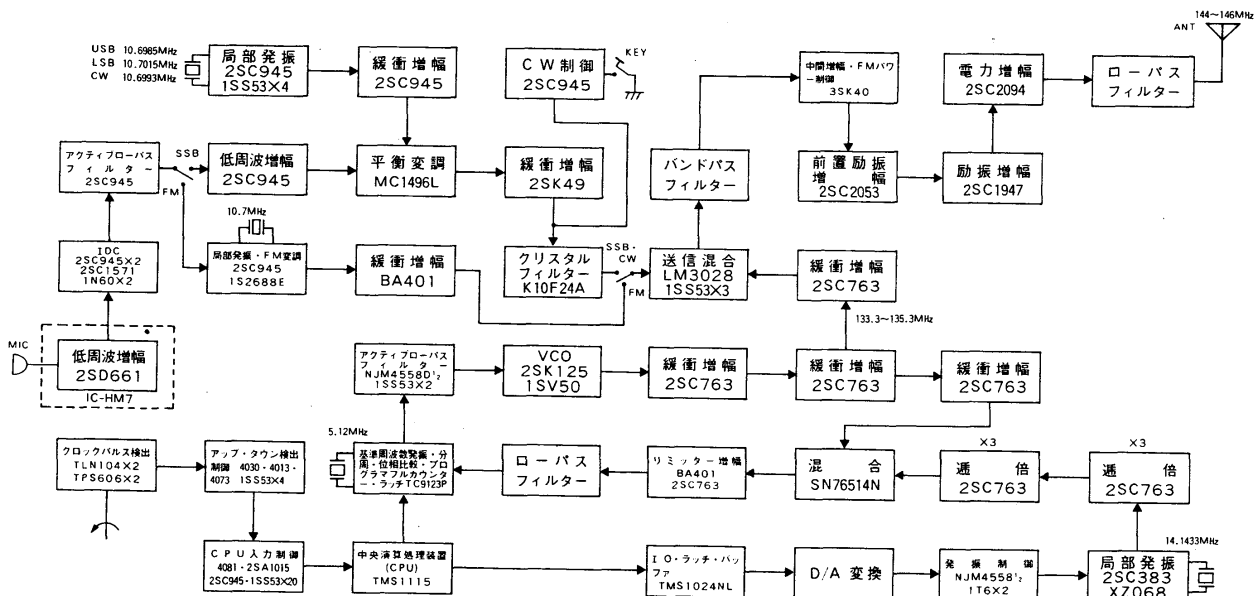 USB 10.6985MHz
LSB 10.7015MHz
CW 10.6993MHz
局部発振
2SC945
1SS53×4
緩衝増幅
2SC945
CW制御
2SC945
KEY
中間増幅・FMパワ
ー制御
3SK40
電力増幅
2SC2094
ローパス
フィルター
ANT
144~146MHz
アクティブローパス
フィルター
2SC945
SSB
FM
低周波増幅
2SC945
平衡変調
MC1496L
緩衝増幅
2SK49
バンドパス
フィルター
前置励振
増幅
2SC2053
励振増幅
2SC1947
IDC
2SC945×2
2SC1571
1N60×2
10.7MHz
局部発振・FM変調
2SC945
1S2688E
緩衝増幅
BA401
クリスタル
フィルター
K10F24A
SSB・
CW
FM
送信混合
LM3028
1SS53×3
緩衝増幅
2SC763
133.3~135.3MHz
MIC
低周波増幅
2SD661
IC-HM7
アクティブローパス
フィルター
NJM4558D½
1SS53×2
VCO
2SK125
1SV50
緩衝増幅
2SC763
緩衝増幅
2SC763
緩衝増幅
2SC763
クロックパルス検出
TLN104×2
TPS606×2
アップ・タウン検出
制御 4030・4013・
4073 1SS53×4
5.12MHz
基準周波数発振・分
周・位相比較・プロ
グラマフルカウンタ
ー・ラッチTC9123P
ローパス
フィルター
リミッター増幅
BA401
2SC763
混合
SN76514N
×3
逓倍
2SC763
×3
逓倍
2SC763
CPU入力制御
4081・2SA1015
2SC945・1SS53×20
中央演算処理装置
(CPU)
TMS1115
IO・ラッチ・バッ
ファ
TMS1024NL
D/A変換
発振制御
NJM4558½
1T6×2
局部発振
2SC383
XZ068
14.1433MHz